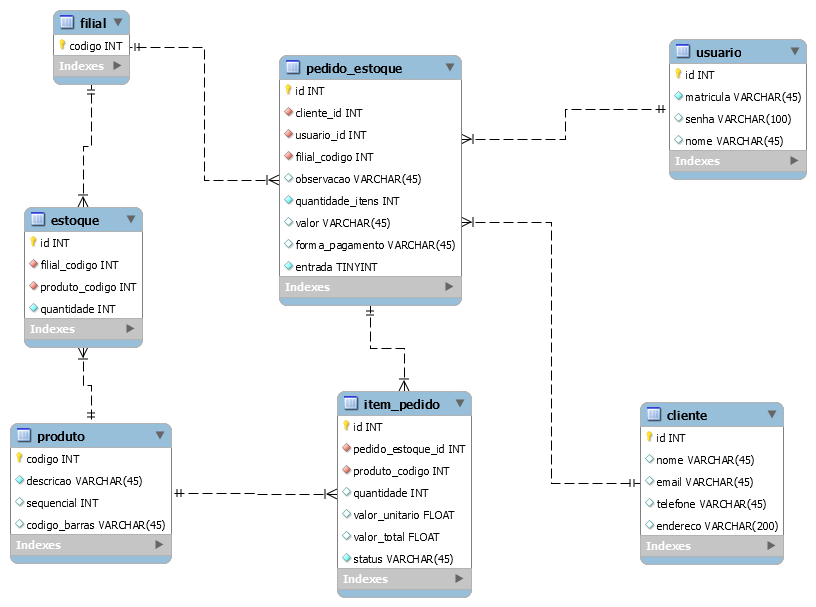 filial
codigo INT
Indexes
pedido_estoque
id INT
cliente_id INT
usuario_id INT
filial_codigo INT
observacao VARCHAR(45)
quantidade_itens INT
valor VARCHAR(45)
forma_pagamento VARCHAR(45)
entrada TINYINT
Indexes
usuario
id INT
matricula VARCHAR(45)
senha VARCHAR(100)
nome VARCHAR(45)
Indexes
estoque
id INT
filial_codigo INT
produto_codigo INT
quantidade INT
Indexes
produto
codigo INT
descricao VARCHAR(45)
sequencial INT
codigo_barras VARCHAR(45)
Indexes
item_pedido
id INT
pedido_estoque_id INT
produto_codigo INT
quantidade INT
valor_unitario FLOAT
valor_total FLOAT
status VARCHAR(45)
Indexes
cliente
id INT
nome VARCHAR(45)
email VARCHAR(45)
telefone VARCHAR(45)
endereco VARCHAR(200)
Indexes